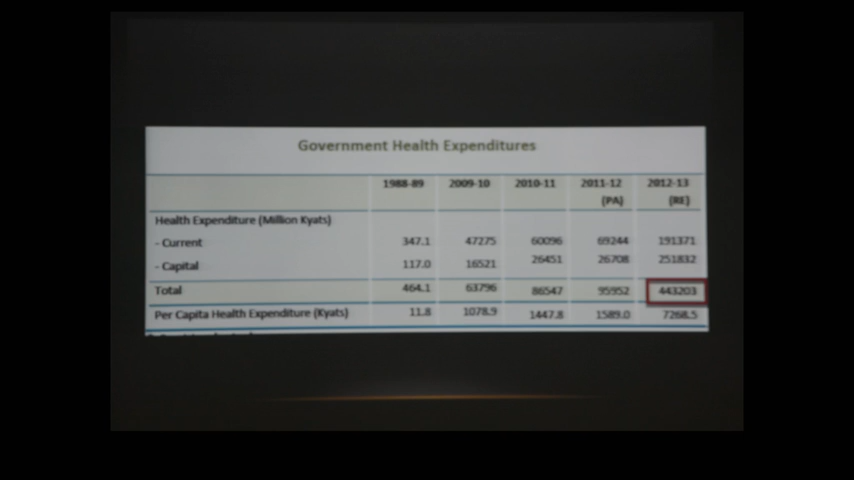 Government Health Expenditures
1988-89 2009-10 2010-11 2011-12 2012-13
(PA) (RE)
Health Expenditure (Million Kyats)
- Current 347.1 47275 60096 69244 191371
- Capital 117.0 16521 26451 26708 251832
Total 464.1 63796 86547 95952 443203
Per Capita Health Expenditure (Kyats) 11.8 1078.9 1447.8 1589.0 7268.5